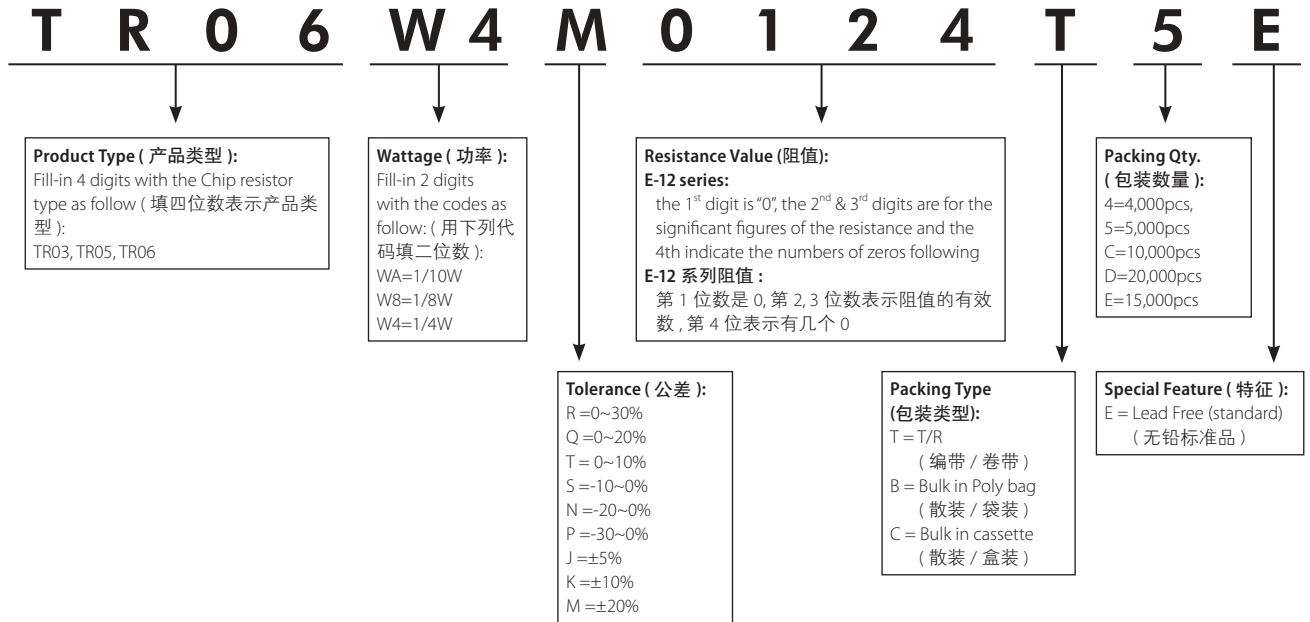 T R 0 6 W 4 M 0 1 2 4 T 5 E
Product Type ( 产品类型 ):
Fill-in 4 digits with the Chip resistor
type as follow ( 填四位数表示产品类
型 ):
TR03, TR05, TR06
Wattage ( 功率 ):
Fill-in 2 digits
with the codes as
follow: ( 用下列代
码填二位数 ):
WA=1/10W
W8=1/8W
W4=1/4W
Resistance Value (阻值):
E-12 series:
the 1st digit is “0”, the 2nd & 3rd digits are for the
significant figures of the resistance and the
4th indicate the numbers of zeros following
E-12 系列阻值 :
第 1 位数是 0, 第 2, 3 位数表示阻值的有效
数 , 第 4 位表示有几个 0
Packing Qty.
( 包装数量 ):
4=4,000pcs,
5=5,000pcs
C=10,000pcs
D=20,000pcs
E=15,000pcs
Tolerance ( 公差 ):
R =0~30%
Q =0~20%
T = 0~10%
S =-10~0%
N =-20~0%
P =-30~0%
J =±5%
K =±10%
M =±20%
Packing Type
(包装类型):
T = T/R
( 编带 / 卷带 )
B = Bulk in Poly bag
( 散装 / 袋装 )
C = Bulk in cassette
( 散装 / 盒装 )
Special Feature ( 特征 ):
E = Lead Free (standard)
( 无铅标准品 )